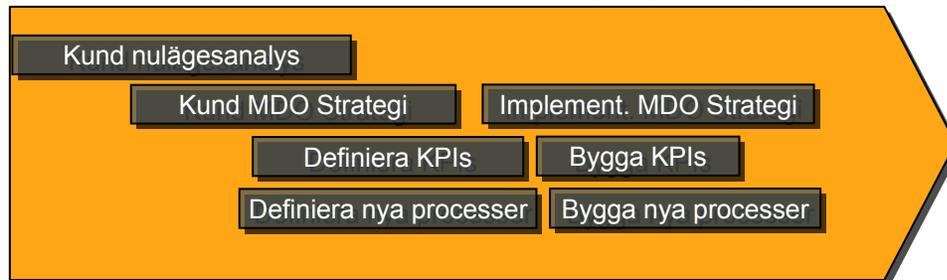 Kund nulägesanalys
Kund MDO Strategi
Implement. MDO Strategi
Definiera KPIs
Bygga KPIs
Definiera nya processer
Bygga nya processer